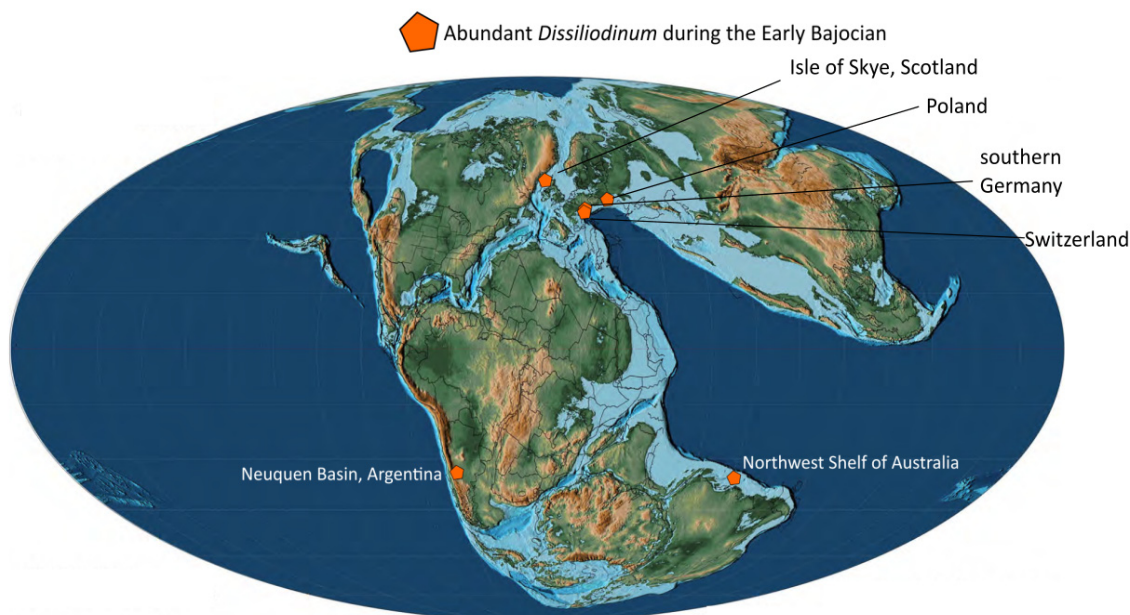 Abundant Dissiliodinum during the Early Bajocian
Isle of Skye, Scotland
Poland
southern
Germany
Switzerland
Neuquen Basin, Argentina
Northwest Shelf of Australia